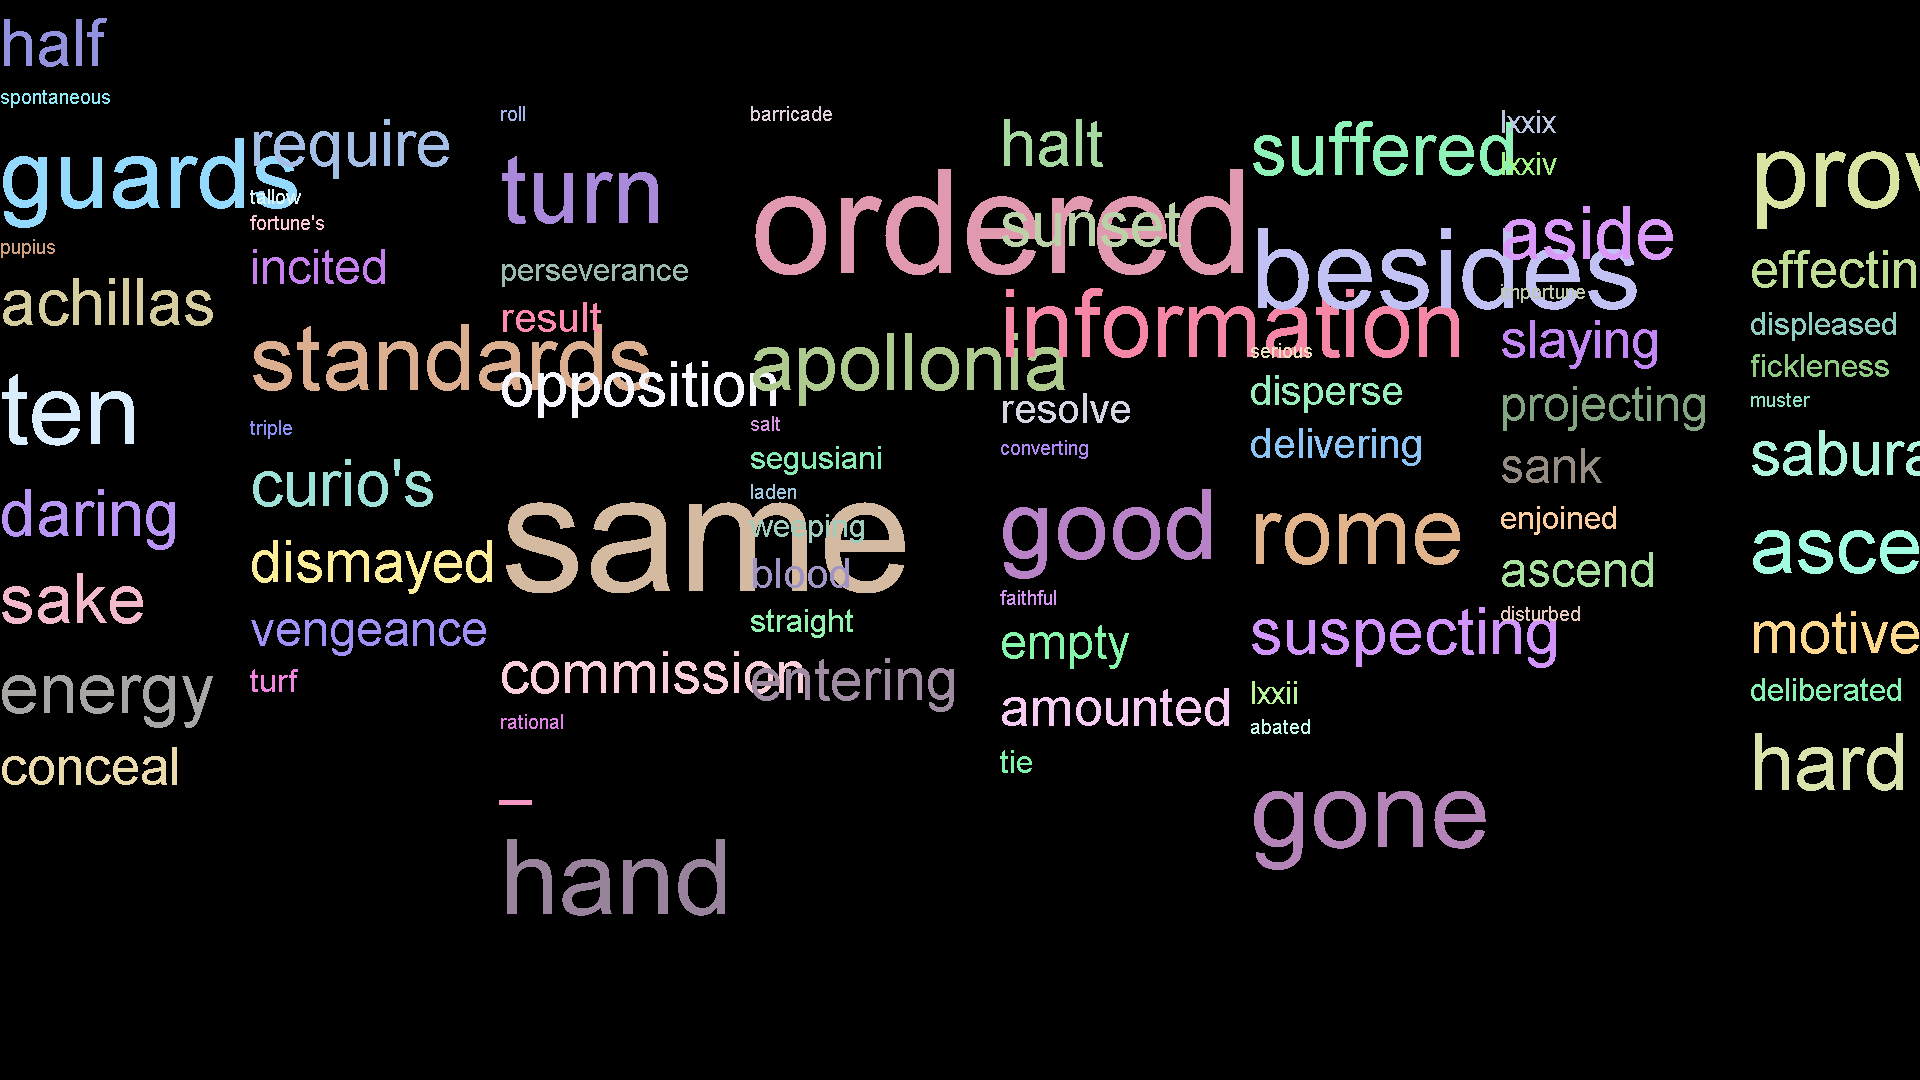 half
spontaneous
guards
pupius
achillas
ten
daring
sake
energy
conceal
require
tallow
fortune's
incited
standards
triple
curio's
dismayed
vengeance
turf
roll
turn
perseverance
result
opposition
same
commission
rational
–
hand
barricade
ordered
apollonia
salt
segusiani
laden
weeping
blood
straight
entering
halt
sunset
information
resolve
converting
good
faithful
empty
amounted
tie
suffered
besides
serious
disperse
delivering
rome
suspecting
lxxii
abated
gone
lxxix
lxxiv
aside
importune
slaying
projecting
sank
enjoined
ascend
disturbed
prov
effectin
displeased
fickleness
muster
sabura
asce
motive
deliberated
hard